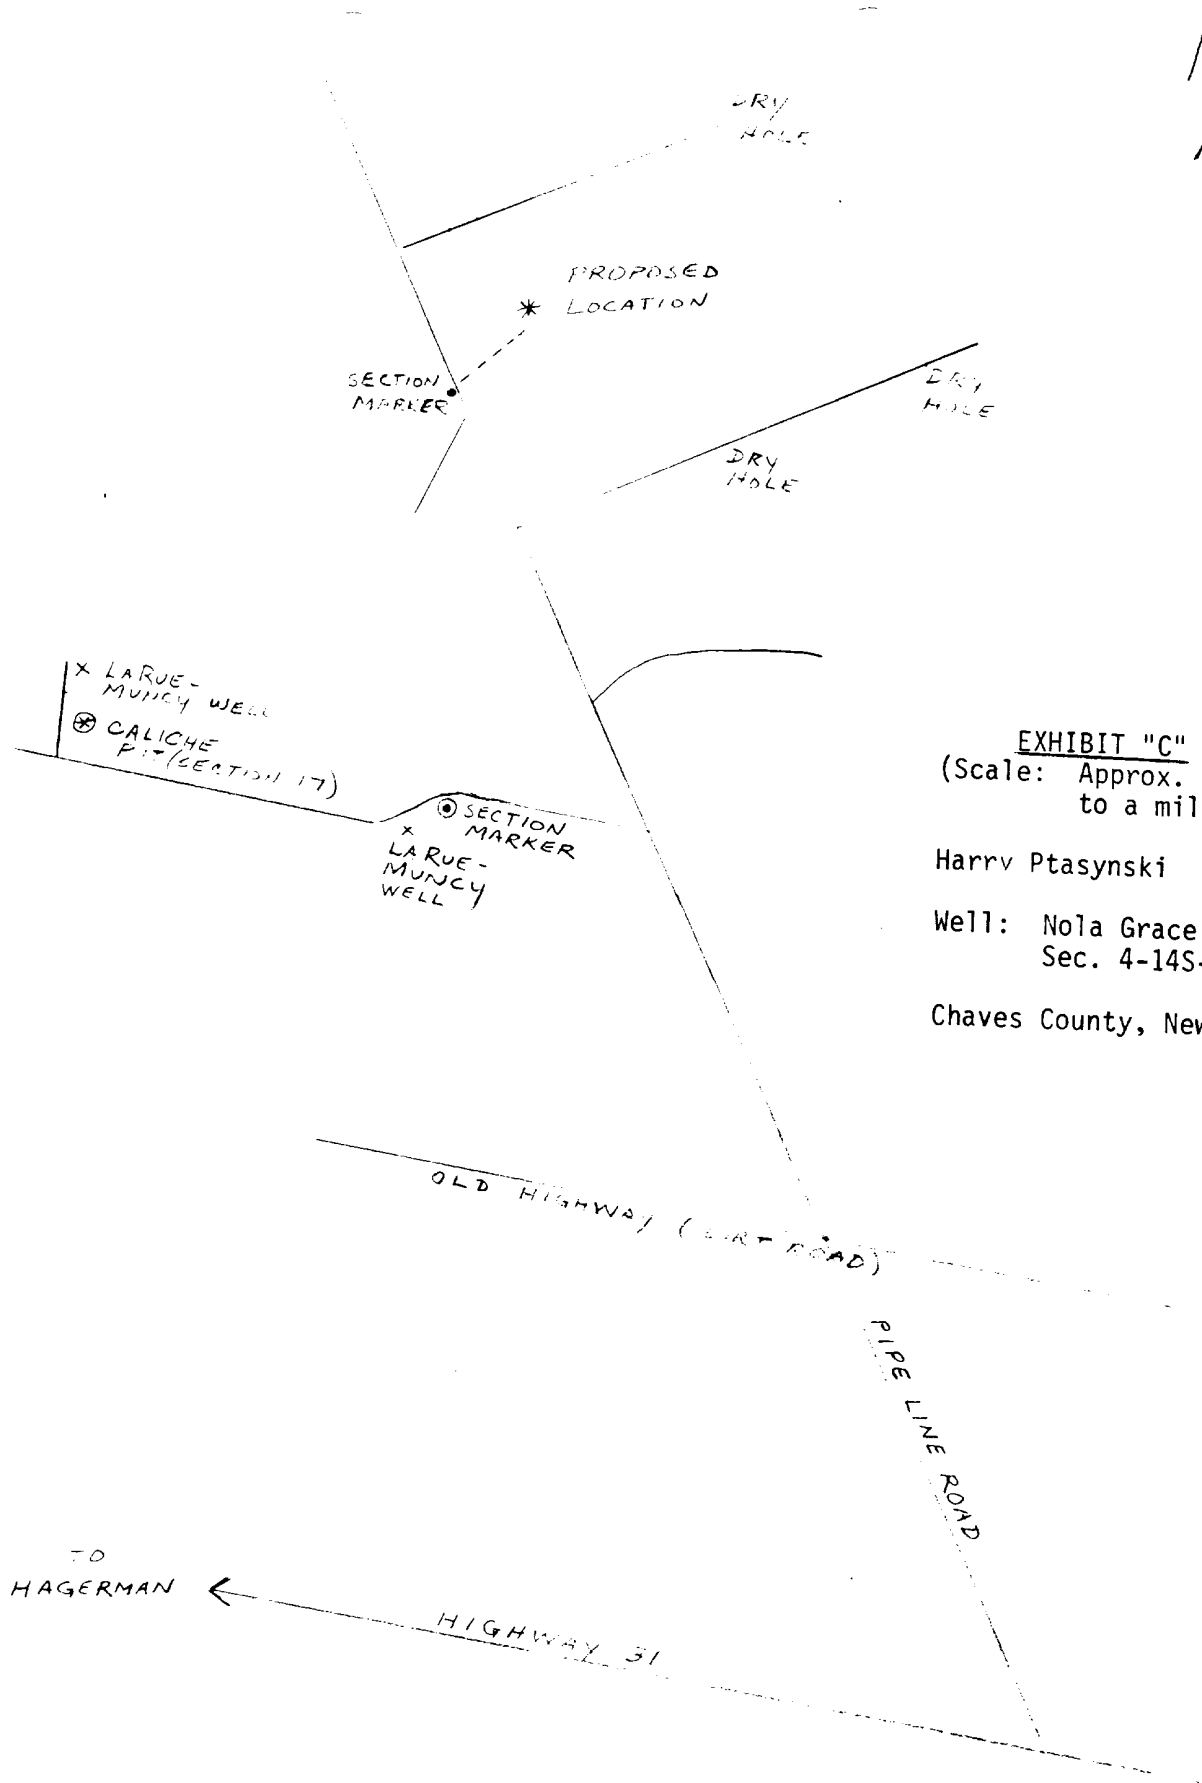 DRY
HOLE
PROPOSED
LOCATION
SECTION
MARKER
DRY
HOLE
DRY
HOLE
LARUE-
MUNCY WELL
CALICHE
PIT (SECTION 17)
SECTION
MARKER
LARUE-
MUNCY
WELL
EXHIBIT "C"
(Scale: Approx.
to a mil
Harry Ptasynski
Well: Nola Grace
Sec. 4-14S-
Chaves County, New
OLD HIGHWAY (DIRT ROAD)
PIPE LINE ROAD
TO
HAGERMAN
HIGHWAY 31